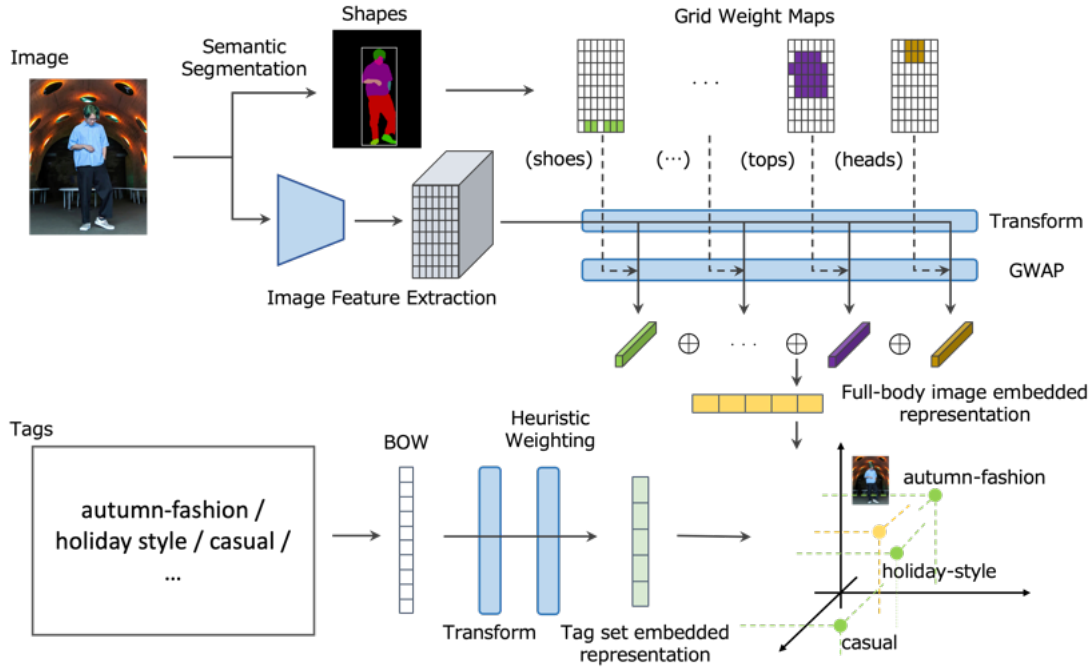 Image
Semantic
Segmentation
Shapes
Grid Weight Maps
. . .
(shoes)
(...)
(tops)
(heads)
Image Feature Extraction
Transform
GWAP
. . .
Full-body image embedded
representation
Tags
autumn-fashion /
holiday style / casual /
...
BOW
Heuristic
Weighting
Transform
Tag set embedded
representation
autumn-fashion
holiday-style
casual